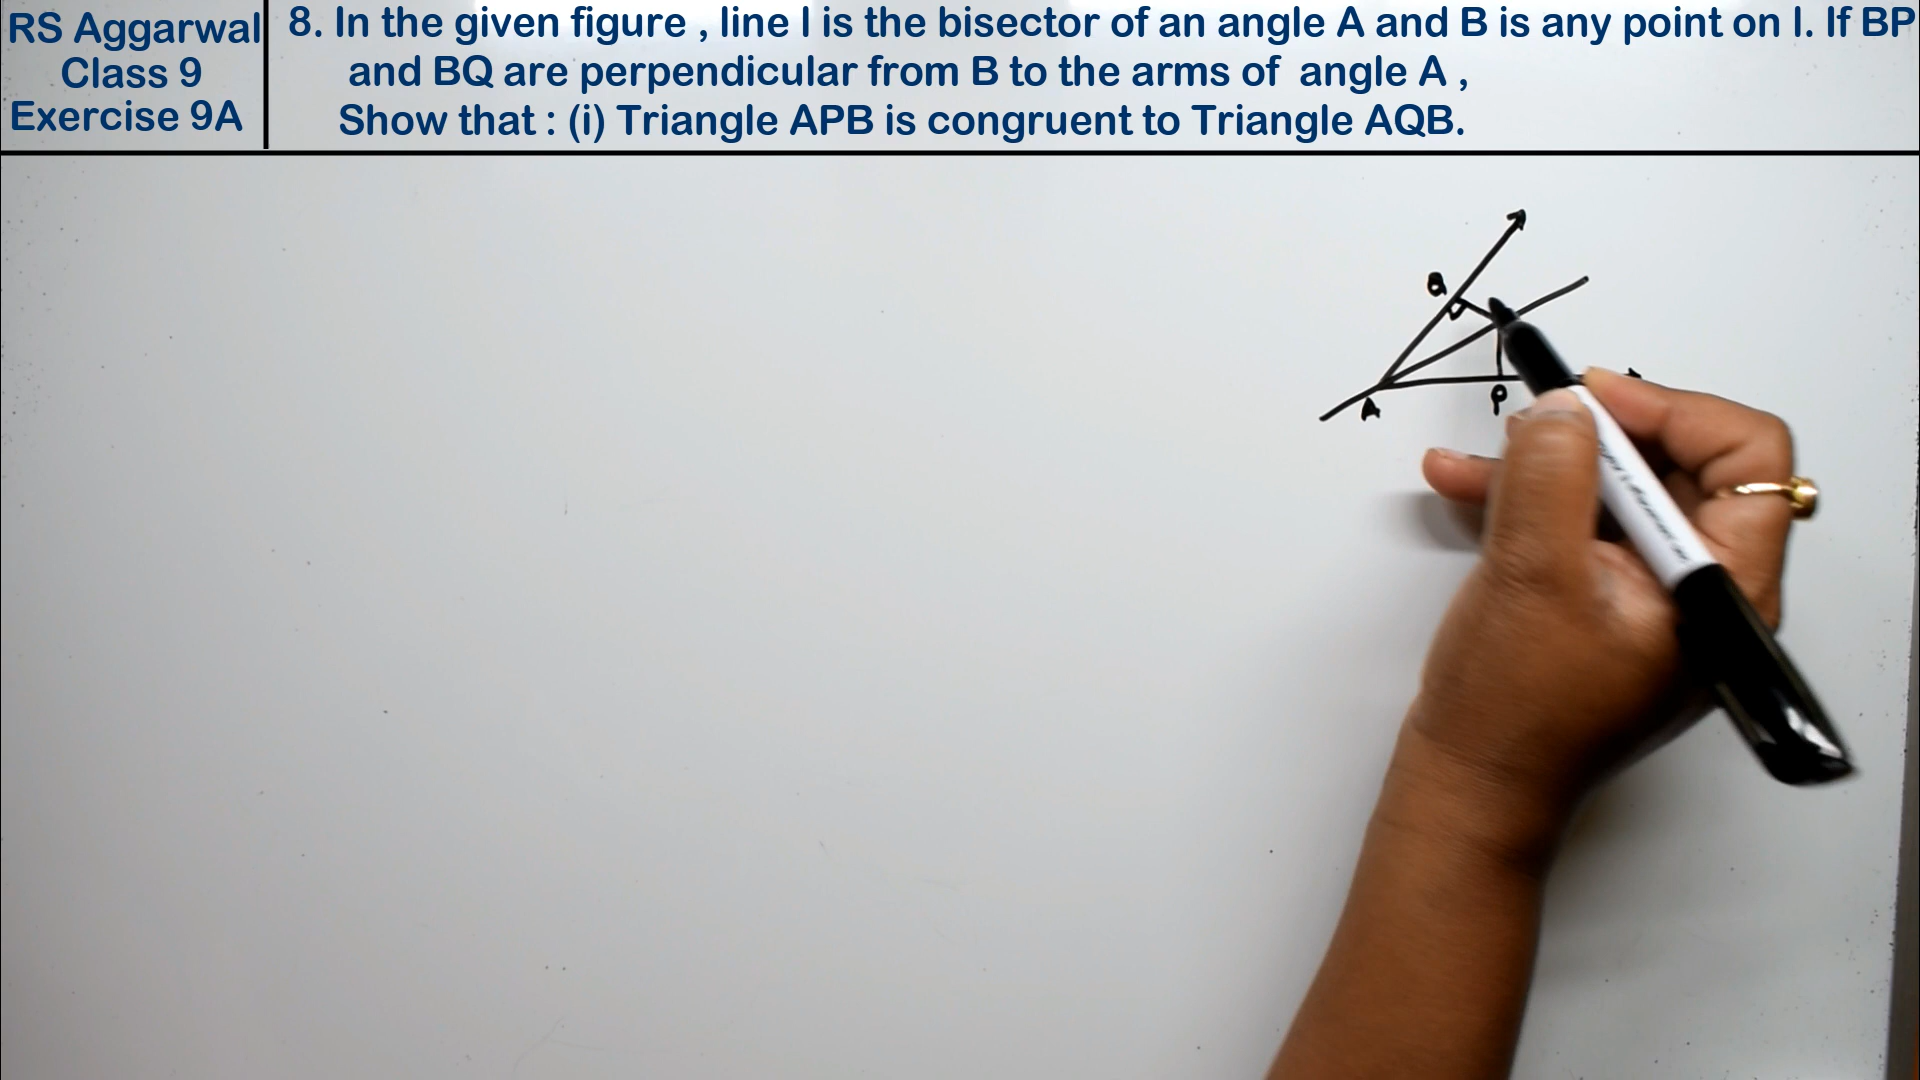 RS Aggarwal
Class 9
Exercise 9A
8. In the given figure , line l is the bisector of an angle A and B is any point on l. If BP
and BQ are perpendicular from B to the arms of angle A ,
Show that : (i) Triangle APB is congruent to Triangle AQB.
Q
A
P